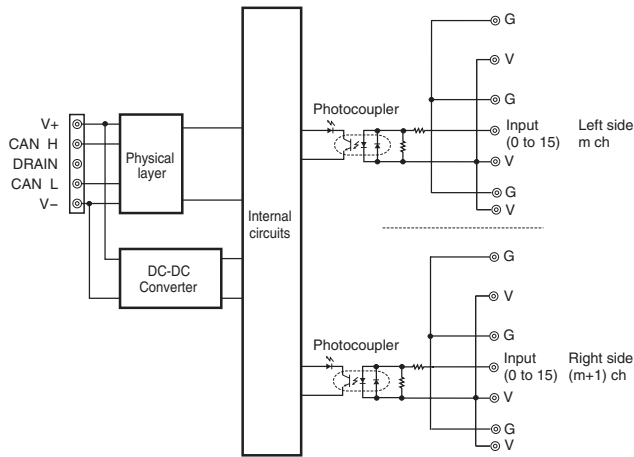 V+
CAN H
DRAIN
CAN L
V−
Physical
layer
DC-DC
Converter
Internal
circuits
Photocoupler
G
V
G
Input
(0 to 15)
V
G
V
Left side
m ch
Photocoupler
G
V
G
Input
(0 to 15)
V
G
V
Right side
(m+1) ch